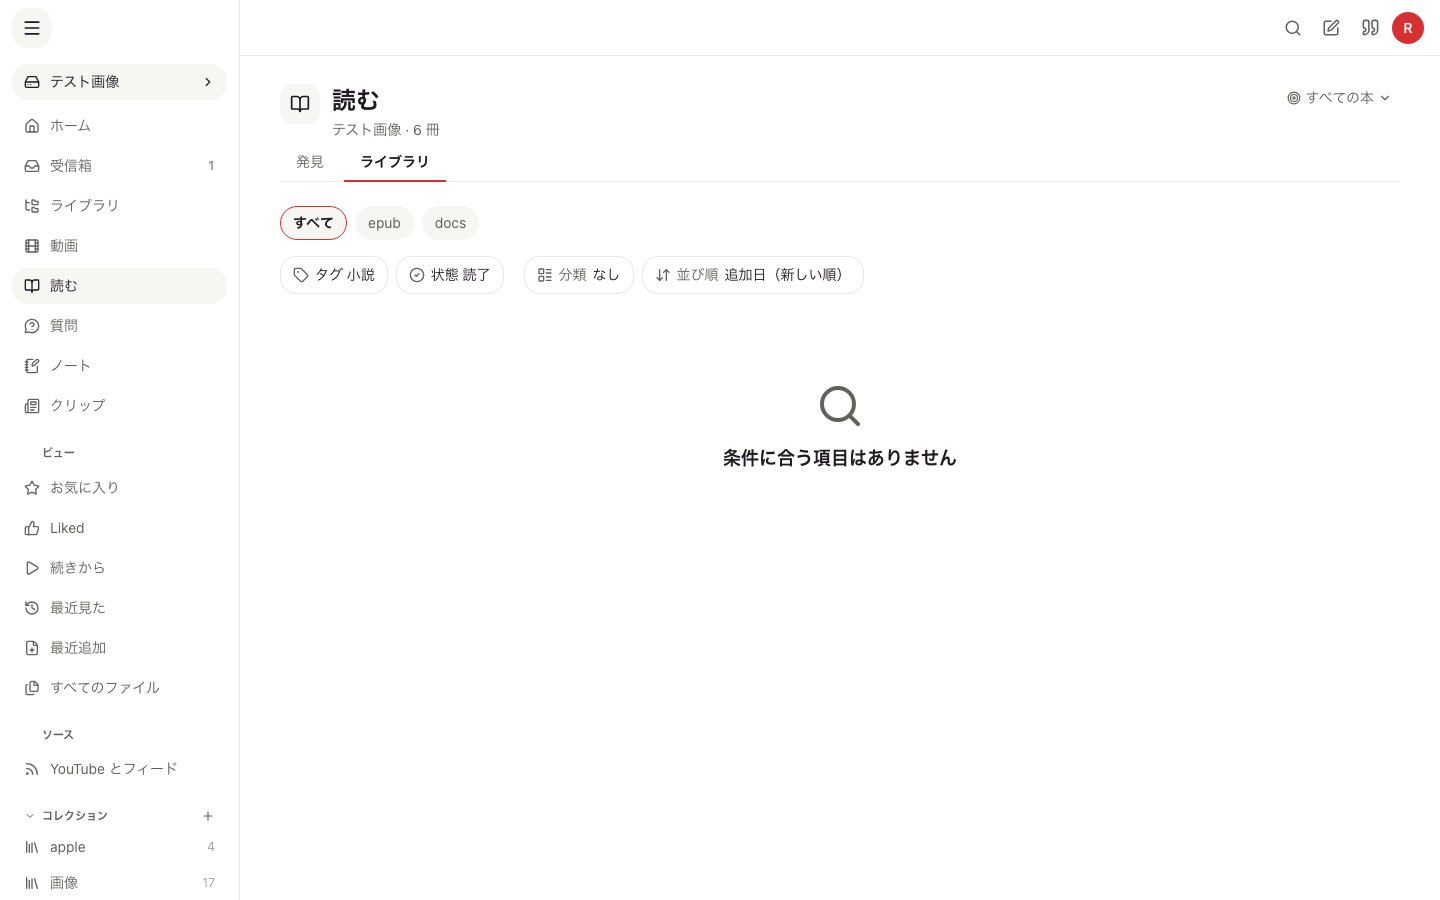 テスト画像
ホーム
受信箱 1
ライブラリ
動画
読む
質問
ノート
クリップ
ビュー
お気に入り
Liked
続きから
最近見た
最近追加
すべてのファイル
ソース
YouTube とフィード
コレクション
apple 4
画像 17
R
読む
テスト画像 · 6 冊
すべての本
発見 ライブラリ
すべて epub docs
タグ 小説 状態 読了 分類 なし 並び順 追加日（新しい順）
条件に合う項目はありません